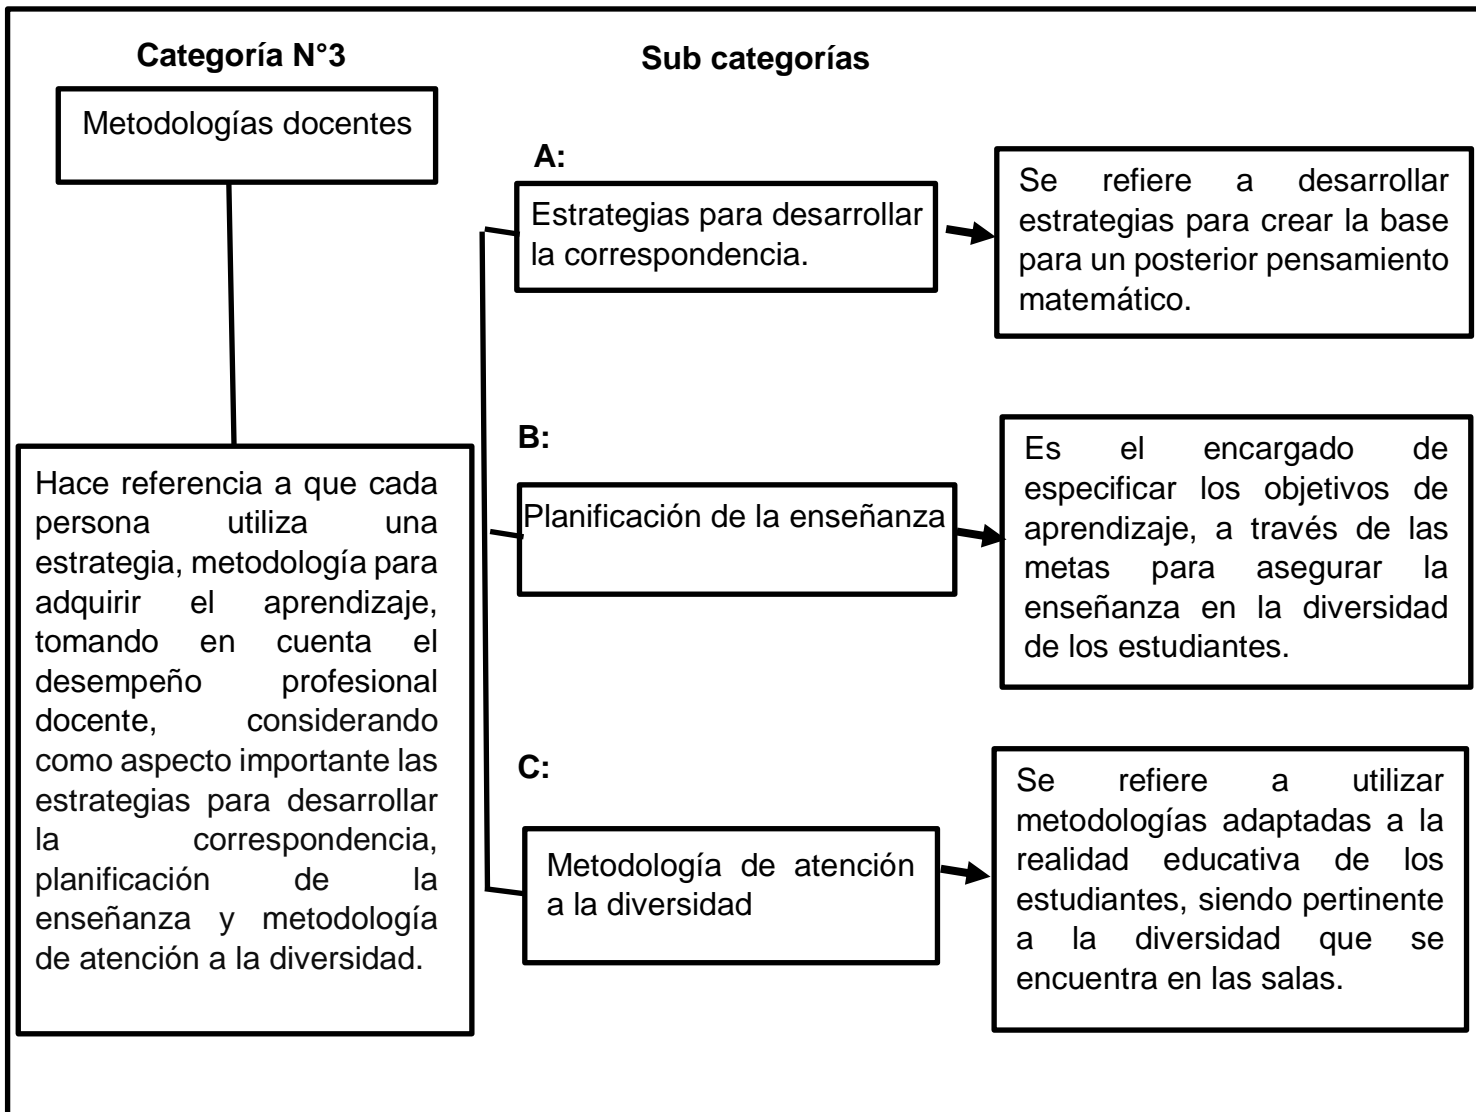 Categoría N°3
Metodologías docentes
Hace referencia a que cada
persona utiliza una
estrategia, metodología para
adquirir el aprendizaje,
tomando en cuenta el
desempeño profesional
docente, considerando
como aspecto importante las
estrategias para desarrollar
la correspondencia,
planificación de la
enseñanza y metodología
de atención a la diversidad.
Sub categorías
A:
Estrategias para desarrollar
la correspondencia.
Se refiere a desarrollar
estrategias para crear la base
para un posterior pensamiento
matemático.
B:
Planificación de la enseñanza
Es el encargado de
especificar los objetivos de
aprendizaje, a través de las
metas para asegurar la
enseñanza en la diversidad
de los estudiantes.
C:
Metodología de atención
a la diversidad
Se refiere a utilizar
metodologías adaptadas a la
realidad educativa de los
estudiantes, siendo pertinente
a la diversidad que se
encuentra en las salas.